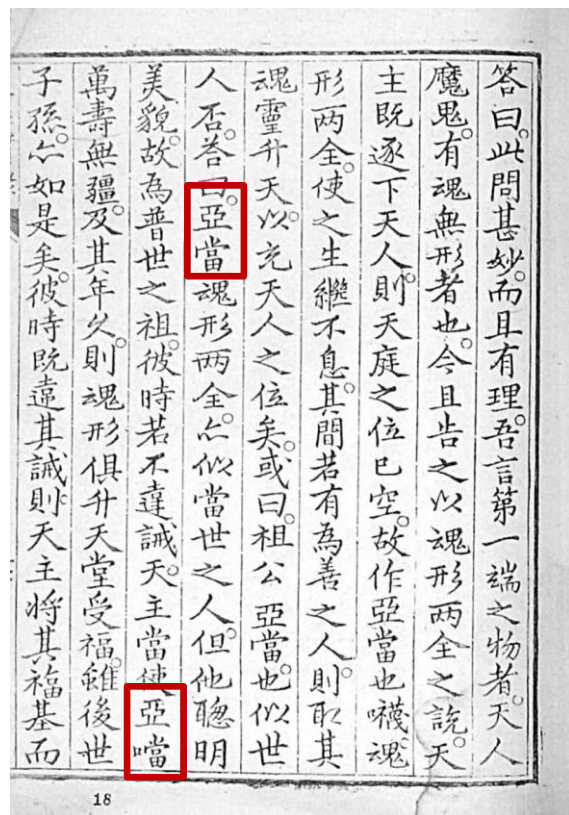 答曰。此問甚妙。而且有理。吾言第一端之物者。天人
魔鬼。有魂無形者也。今且告之以魂形两全之說。天
主既逐下天人。則天庭之位已空。故作亞當也𠸂襪魂
形两全。使之生繼不息。其間若有為善之人。則取其
魂靈升天。以充天人之位矣。或曰。祖公亞當也。似世
人否。答曰。亞當魂形两全。亦似當世之人。但他聰明
美貌。故為普世之祖。彼時若不違誡。天主當使亞噹
萬壽無疆。及其年久。則魂形俱升天堂受福。雖後世
子孫。亦如是矣。彼時既違其誡。則天主將其福基而
18